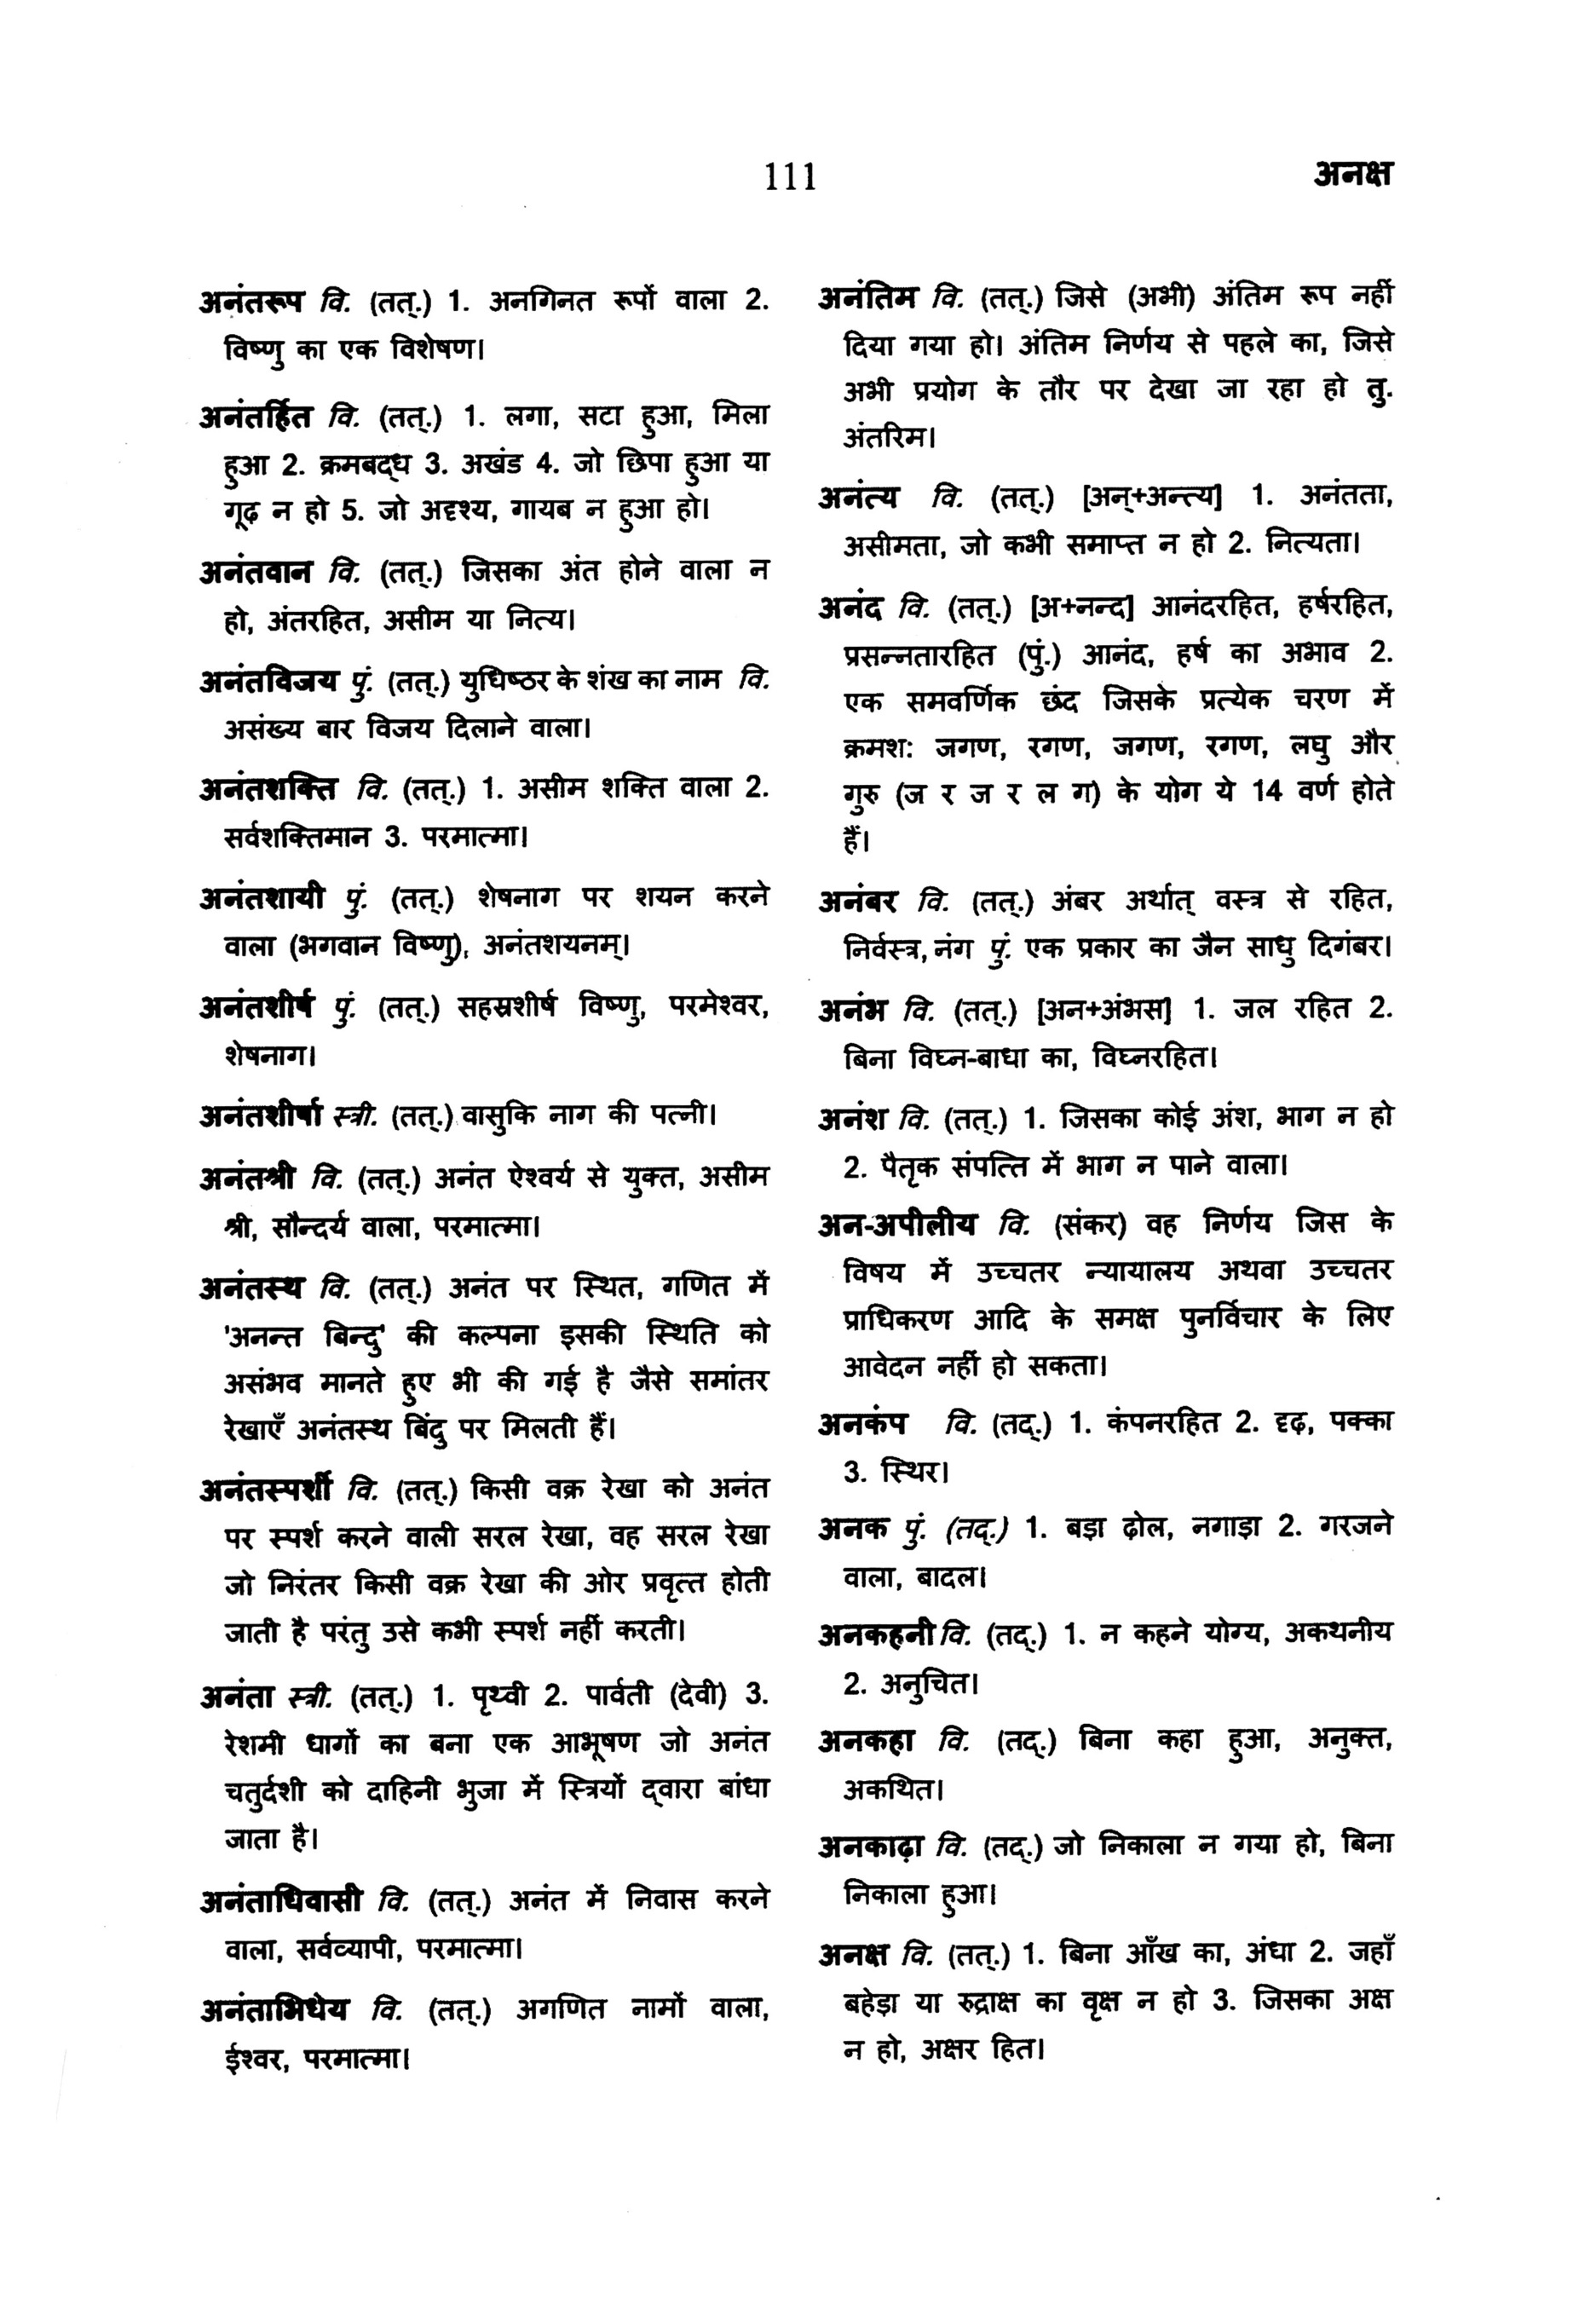 111
अनक्ष
अनंतरूप वि. (तत्.) 1. अनगिनत रूपों वाला 2.
विष्णु का एक विशेषण।
अनंतर्हित वि. (तत्.) 1. लगा, सटा हुआ, मिला
हुआ 2. क्रमबद्ध 3. अखंड 4. जो छिपा हुआ या
गूढ़ न हो 5. जो अदृश्य, गायब न हुआ हो।
अनंतवान वि. (तत्.) जिसका अंत होने वाला न
हो, अंतरहित, असीम या नित्य।
अनंतविजय पुं. (तत्.) युधिष्ठर के शंख का नाम वि.
असंख्य बार विजय दिलाने वाला।
अनंतशक्ति वि. (तत्.) 1. असीम शक्ति वाला 2.
सर्वशक्तिमान 3. परमात्मा।
अनंतशायी पुं. (तत्.) शेषनाग पर शयन करने
वाला (भगवान विष्णु), अनंतशयनम्।
अनंतशीर्ष पुं. (तत्.) सहस्रशीर्ष विष्णु, परमेश्वर,
शेषनाग।
अनंतशीर्षा स्त्री. (तत्.) वासुकि नाग की पत्नी।
अनंतश्री वि. (तत्.) अनंत ऐश्वर्य से युक्त, असीम
श्री, सौन्दर्य वाला, परमात्मा।
अनंतस्थ वि. (तत्.) अनंत पर स्थित, गणित में
'अनन्त बिन्दु' की कल्पना इसकी स्थिति को
असंभव मानते हुए भी की गई है जैसे समांतर
रेखाएँ अनंतस्थ बिंदु पर मिलती हैं।
अनंतस्पर्शी वि. (तत्.) किसी वक्र रेखा को अनंत
पर स्पर्श करने वाली सरल रेखा, वह सरल रेखा
जो निरंतर किसी वक्र रेखा की ओर प्रवृत्त होती
जाती है परंतु उसे कभी स्पर्श नहीं करती।
अनंता स्त्री. (तत्.) 1. पृथ्वी 2. पार्वती (देवी) 3.
रेशमी धागों का बना एक आभूषण जो अनंत
चतुर्दशी को दाहिनी भुजा में स्त्रियों द्वारा बांधा
जाता है।
अनंताधिवासी वि. (तत्.) अनंत में निवास करने
वाला, सर्वव्यापी, परमात्मा।
अनंताभिधेय वि. (तत्.) अगणित नामों वाला,
ईश्वर, परमात्मा।
अनंतिम वि. (तत्.) जिसे (अभी) अंतिम रूप नहीं
दिया गया हो। अंतिम निर्णय से पहले का, जिसे
अभी प्रयोग के तौर पर देखा जा रहा हो तु.
अंतरिम।
अनंत्य वि. (तत्.) [अन्+अन्त्य] 1. अनंतता,
असीमता, जो कभी समाप्त न हो 2. नित्यता।
अनंद वि. (तत्.) [अ+नन्द] आनंदरहित, हर्षरहित,
प्रसन्नतारहित (पुं.) आनंद, हर्ष का अभाव 2.
एक समवर्णिक छंद जिसके प्रत्येक चरण में
क्रमश: जगण, रगण, जगण, रगण, लघु और
गुरु (ज र ज र ल ग) के योग ये 14 वर्ण होते
हैं।
अनंबर वि. (तत्.) अंबर अर्थात् वस्त्र से रहित,
निर्वस्त्र, नंग पुं. एक प्रकार का जैन साधु दिगंबर।
अनंभ वि. (तत्.) [अन+अंभस] 1. जल रहित 2.
बिना विघ्न-बाधा का, विघ्नरहित।
अनंश वि. (तत्.) 1. जिसका कोई अंश, भाग न हो
2. पैतृक संपत्ति में भाग न पाने वाला।
अन-अपीलीय वि. (संकर) वह निर्णय जिस के
विषय में उच्चतर न्यायालय अथवा उच्चतर
प्राधिकरण आदि के समक्ष पुनर्विचार के लिए
आवेदन नहीं हो सकता।
अनकंप वि. (तद्.) 1. कंपनरहित 2. दृढ़, पक्का
3. स्थिर।
अनक पुं. (तद्.) 1. बड़ा ढ़ोल, नगाड़ा 2. गरजने
वाला, बादल।
अनकहनी वि. (तद्.) 1. न कहने योग्य, अकथनीय
2. अनुचित।
अनकहा वि. (तद्.) बिना कहा हुआ, अनुक्त,
अकथित।
अनकाढ़ा वि. (तद्.) जो निकाला न गया हो, बिना
निकाला हुआ।
अनक्ष वि. (तत्.) 1. बिना आँख का, अंधा 2. जहाँ
बहेड़ा या रुद्राक्ष का वृक्ष न हो 3. जिसका अक्ष
न हो, अक्षर हित।